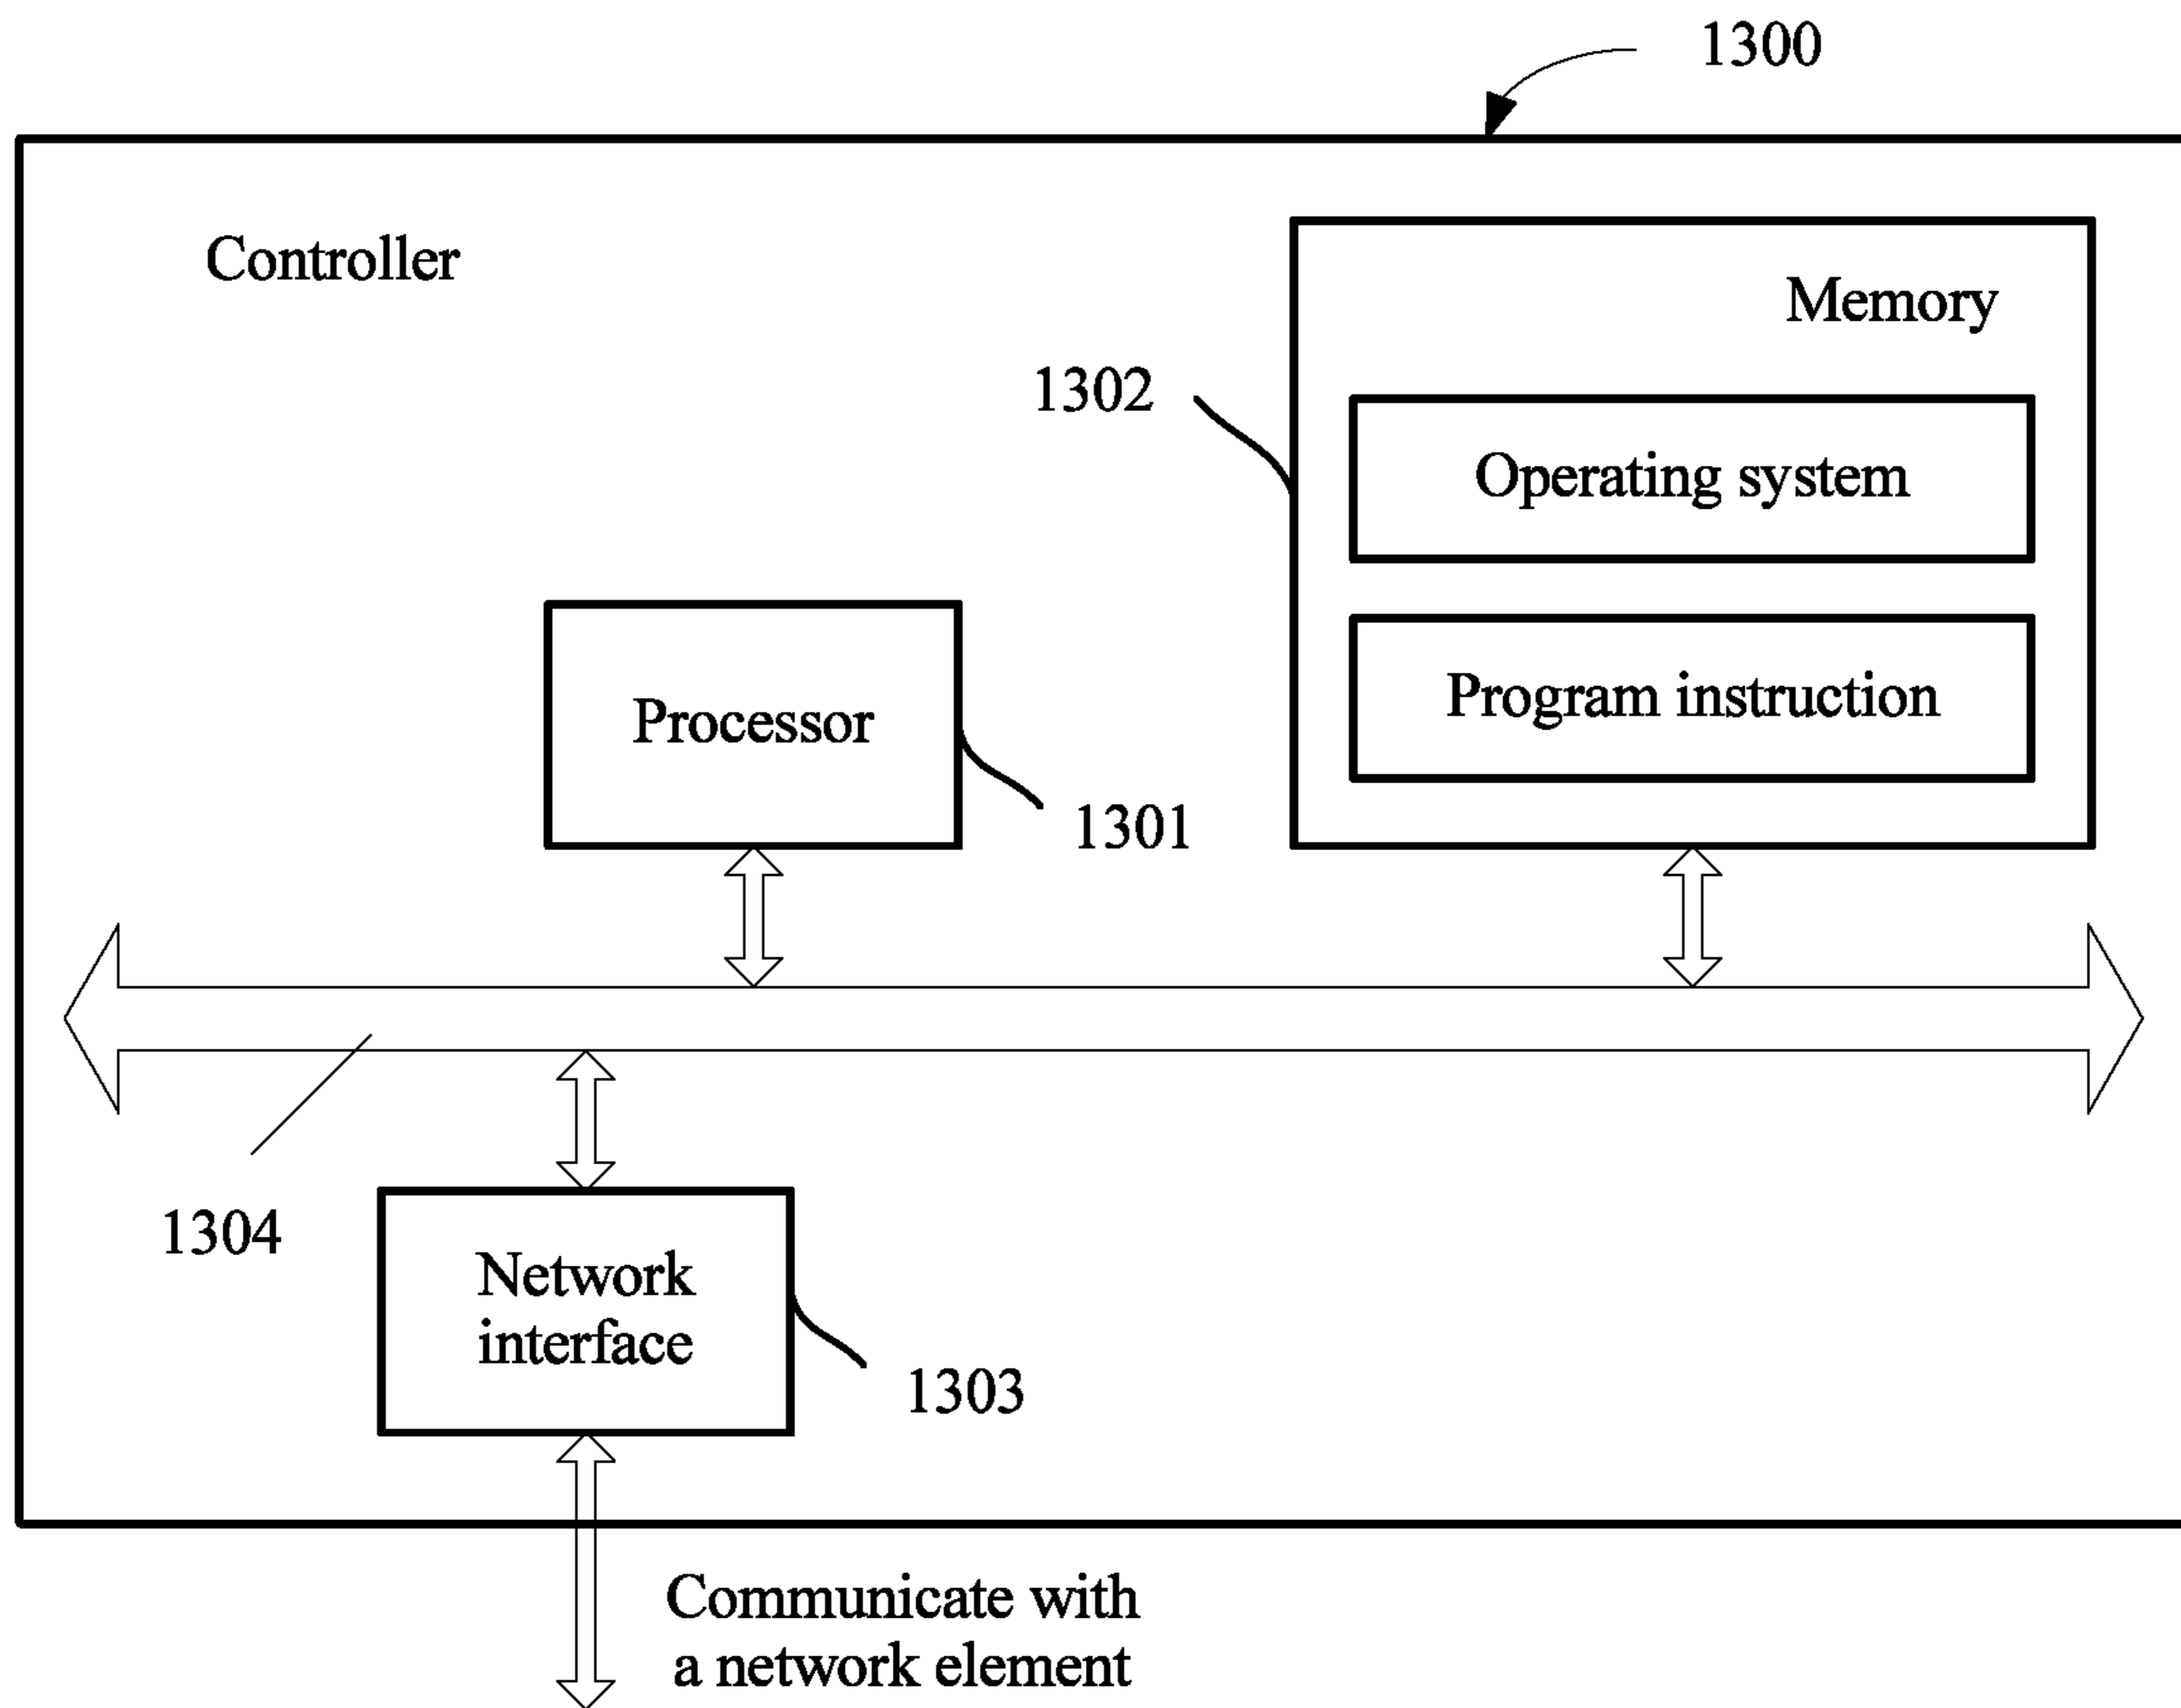 1300
Controller
Memory
1302
Operating system
Program instruction
Processor
1301
1304
Network
interface
1303
Communicate with
a network element